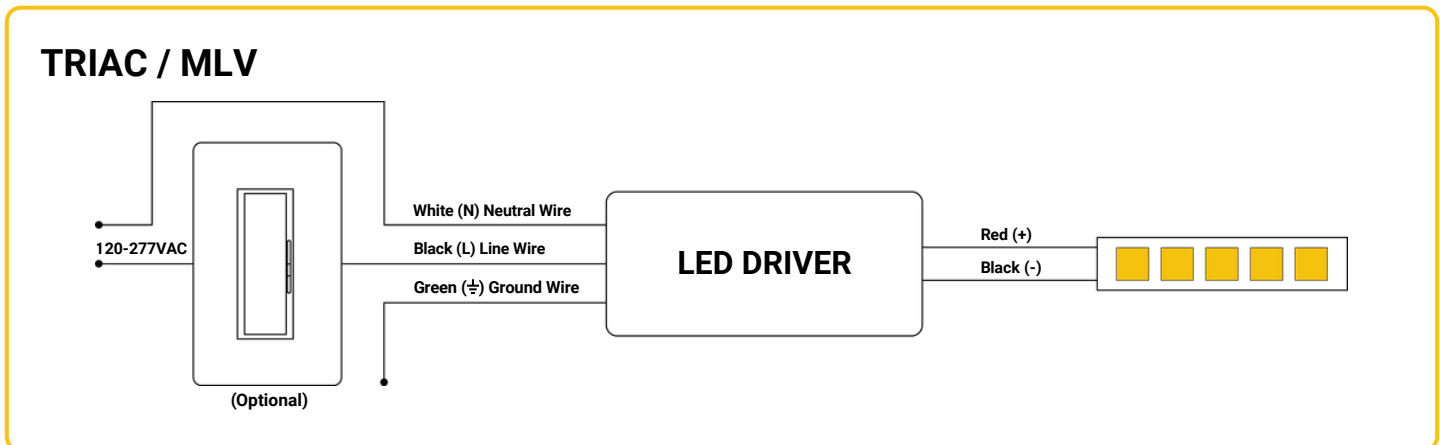 TRIAC / MLV
White (N) Neutral Wire
120-277VAC
Black (L) Line Wire
Green (⏚) Ground Wire
LED DRIVER
Red (+)
Black (-)
(Optional)